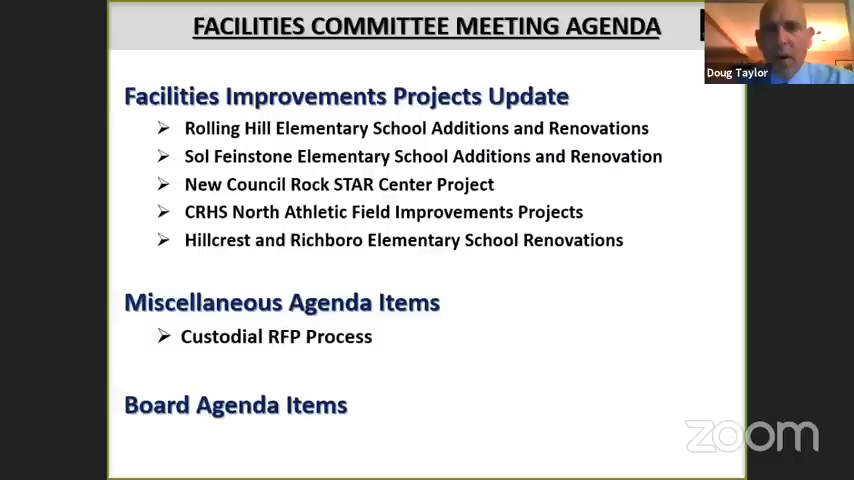 FACILITIES COMMITTEE MEETING AGENDA
Doug Taylor
Facilities Improvements Projects Update
Rolling Hill Elementary School Additions and Renovations
Sol Feinstone Elementary School Additions and Renovation
New Council Rock STAR Center Project
CRHS North Athletic Field Improvements Projects
Hillcrest and Richboro Elementary School Renovations
Miscellaneous Agenda Items
Custodial RFP Process
Board Agenda Items
zoom